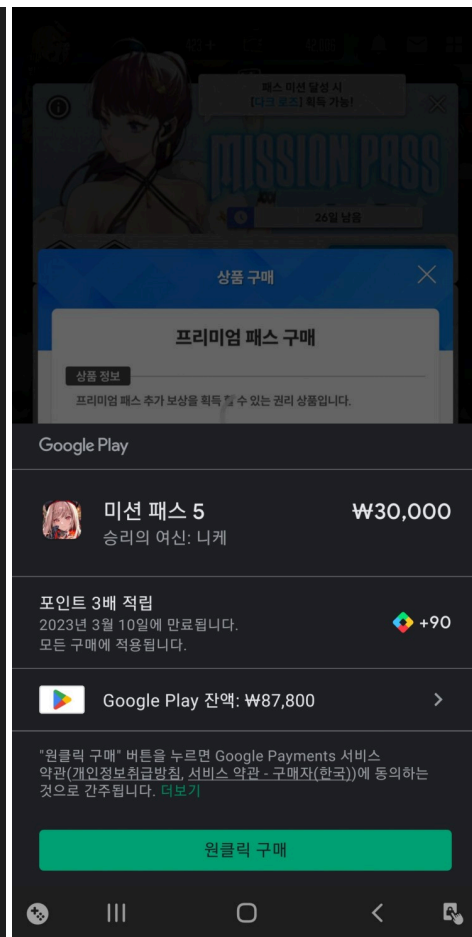 패스 미션 달성 시
[다크 로즈] 획득 가능!
MISSION PASS
26일 남음
상품 구매
프리미엄 패스 구매
상품 정보
프리미엄 패스 추가 보상을 획득 할 수 있는 권리 상품입니다.
Google Play
미션 패스 5
₩30,000
승리의 여신: 니케
포인트 3배 적립
2023년 3월 10일에 만료됩니다.
+90
모든 구매에 적용됩니다.
Google Play 잔액: ₩87,800
"원클릭 구매" 버튼을 누르면 Google Payments 서비스
약관(개인정보취급방침, 서비스 약관 - 구매자(한국))에 동의하는
것으로 간주됩니다. 더보기
원클릭 구매